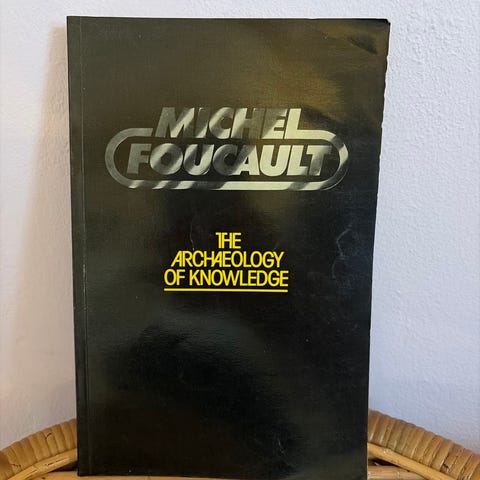 MICHEL
FOUCAULT
THE
ARCHAEOLOGY
OF KNOWLEDGE